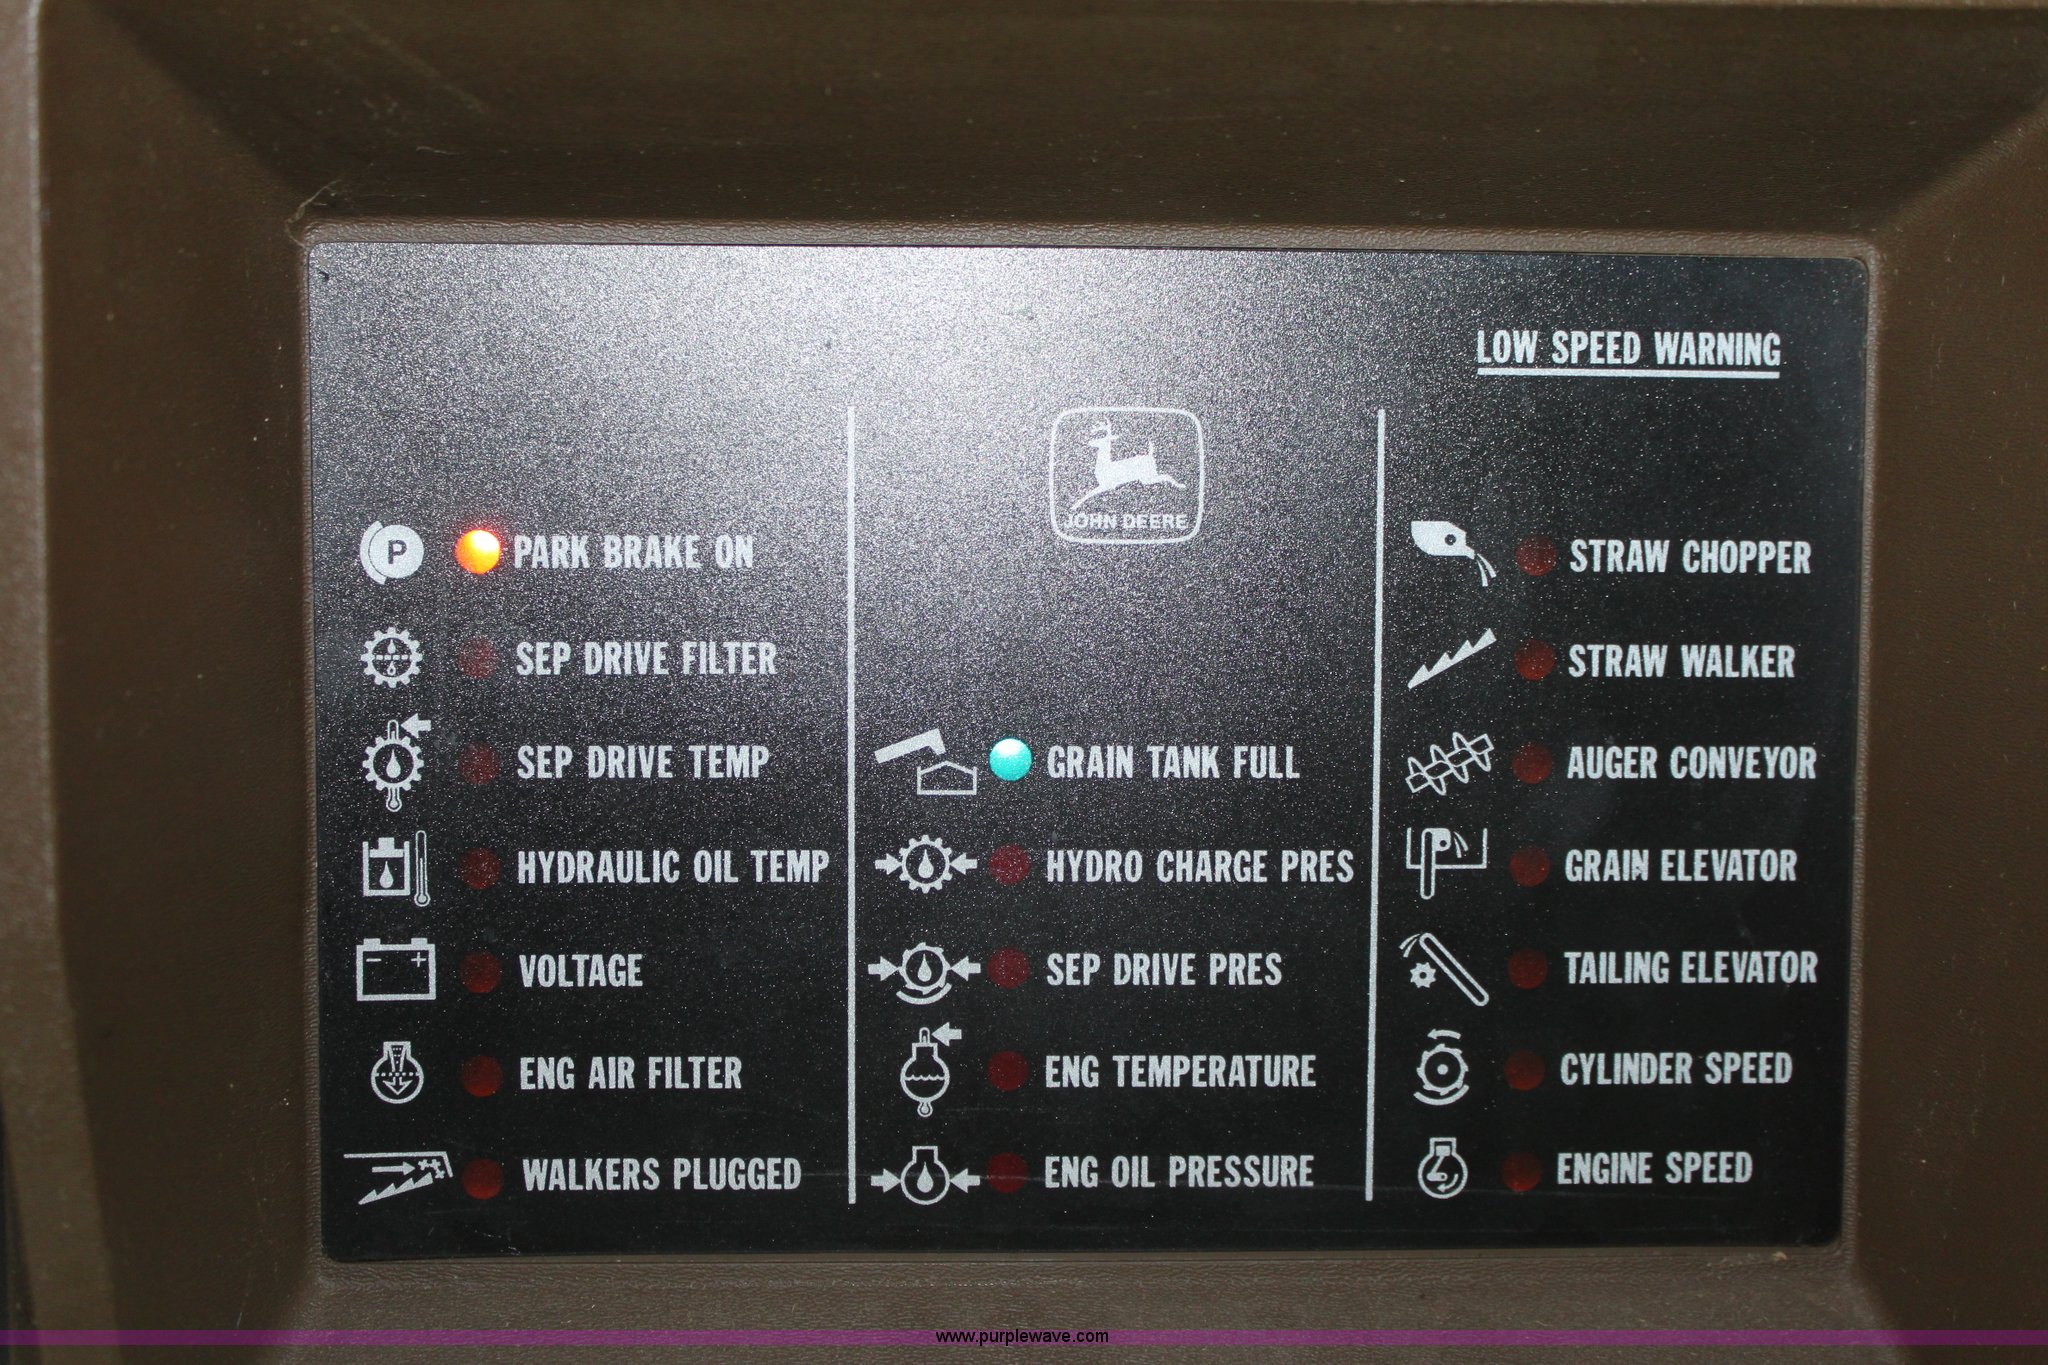 LOW SPEED WARNING
JOHN DEERE
P
PARK BRAKE ON
SEP DRIVE FILTER
SEP DRIVE TEMP
HYDRAULIC OIL TEMP
- +
VOLTAGE
ENG AIR FILTER
WALKERS PLUGGED
GRAIN TANK FULL
HYDRO CHARGE PRES
SEP DRIVE PRES
ENG TEMPERATURE
ENG OIL PRESSURE
STRAW CHOPPER
STRAW WALKER
AUGER CONVEYOR
GRAIN ELEVATOR
TAILING ELEVATOR
CYLINDER SPEED
ENGINE SPEED
www.purplewave.com